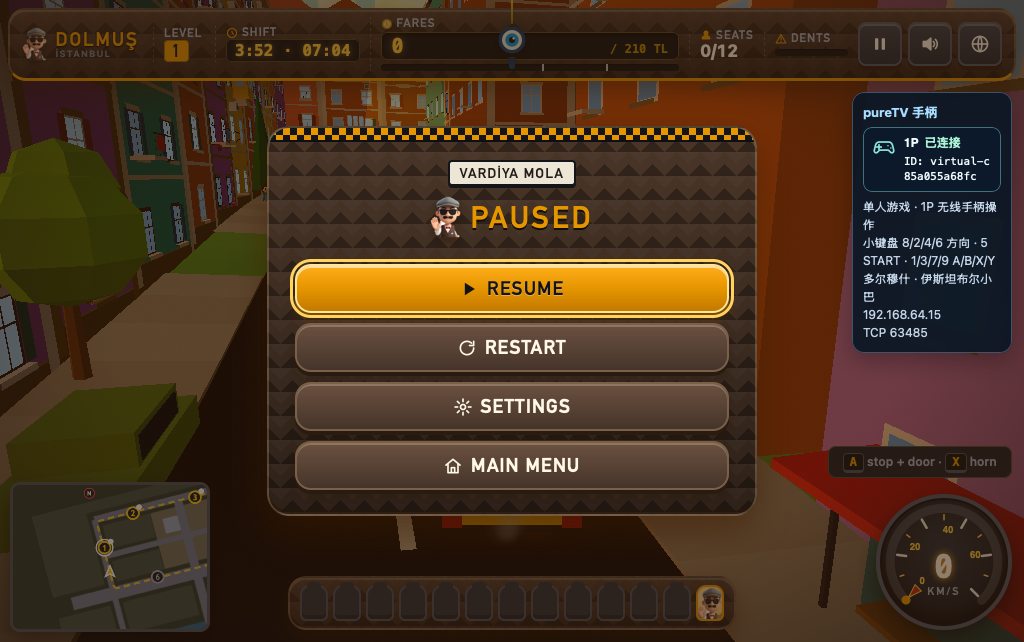 DOLMUŞ
İSTANBUL
LEVEL
1
SHIFT
3:52 · 07:04
FARES
0
/ 210 TL
SEATS
0/12
DENTS
pureTV 手柄
1P 已连接
ID: virtual-c
85a055a68fc
单人游戏 · 1P 无线手柄操
作
小键盘 8/2/4/6 方向 · 5
START · 1/3/7/9 A/B/X/Y
多尔穆什 · 伊斯坦布尔小
巴
192.168.64.15
TCP 63485
VARDİYA MOLA
PAUSED
RESUME
RESTART
SETTINGS
MAIN MENU
A stop + door · X horn
N
3
2
1
6
40
20
60
0
0
KM/S